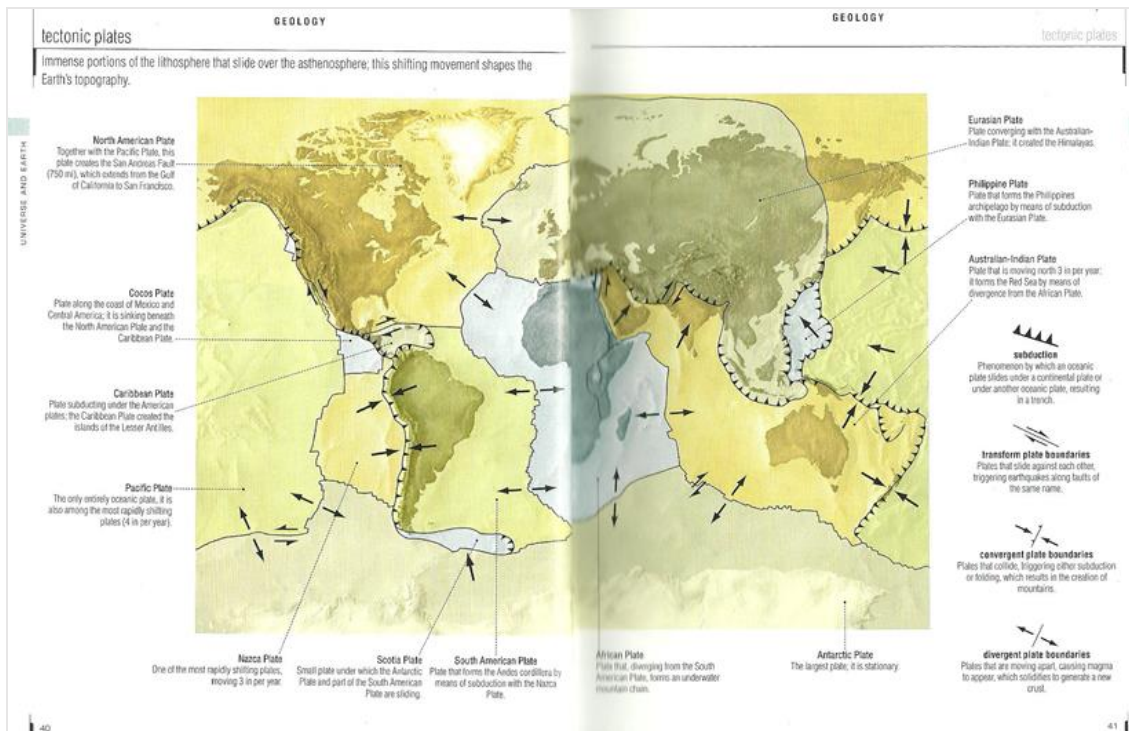 GEOLOGY
tectonic plates
Immense portions of the lithosphere that slide over the asthenosphere; this shifting movement shapes the
Earth's topography.
UNIVERSE AND EARTH
North American Plate
Together with the Pacific Plate, this
plate creates the San Andreas Fault
(750 mi), which extends from the Gulf
of California to San Francisco.
Cocos Plate
Plate along the coast of Mexico and
Central America; it is sinking beneath
the North American Plate and the
Caribbean Plate.
Caribbean Plate
Plate subducting under the American
plates; the Caribbean Plate created the
islands of the Lesser Antilles.
Pacific Plate
The only entirely oceanic plate, it is
also among the most rapidly shifting
plates (4 in per year).
Nazca Plate
One of the most rapidly shifting plates,
moving 3 in per year.
Scotia Plate
Small plate under which the Antarctic
Plate and part of the South American
Plate are sliding.
South American Plate
Plate that forms the Andes cordillera by
means of subduction with the Nazca
Plate.
40
GEOLOGY
tectonic plates
Eurasian Plate
Plate converging with the Australian-
Indian Plate; it created the Himalayas.
Philippine Plate
Plate that forms the Philippines
archipelago by means of subduction
with the Eurasian Plate.
Australian-Indian Plate
Plate that is moving north 3 in per year;
it forms the Red Sea by means of
divergence from the African Plate.
subduction
Phenomenon by which an oceanic
plate slides under a continental plate or
under another oceanic plate, resulting
in a trench.
transform plate boundaries
Plates that slide against each other,
triggering earthquakes along faults of
the same name.
convergent plate boundaries
Plates that collide, triggering either subduction
or folding, which results in the creation of
mountains.
divergent plate boundaries
Plates that are moving apart, causing magma
to appear, which solidifies to generate a new
crust.
African Plate
Plate that, diverging from the South
American Plate, forms an underwater
mountain chain.
Antarctic Plate
The largest plate; it is stationary.
41